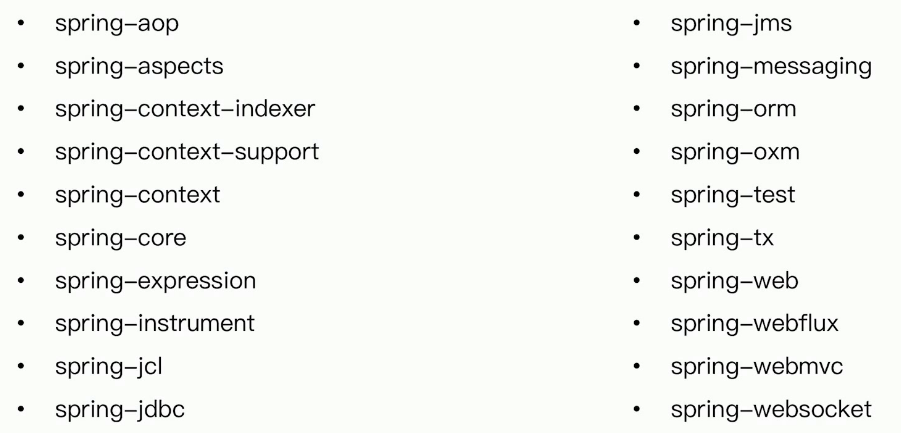 • spring-aop
• spring-aspects
• spring-context-indexer
• spring-context-support
• spring-context
• spring-core
• spring-expression
• spring-instrument
• spring-jcl
• spring-jdbc
• spring-jms
• spring-messaging
• spring-orm
• spring-oxm
• spring-test
• spring-tx
• spring-web
• spring-webflux
• spring-webmvc
• spring-websocket